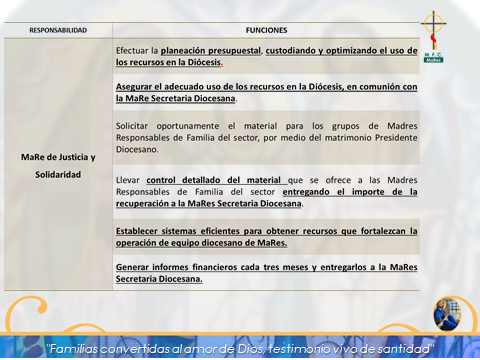 RESPONSABILIDAD
FUNCIONES
M. F. C.
MaRes
MaRe de Justicia y
Solidaridad
Efectuar la planeación presupuestal, custodiando y optimizando el uso de
los recursos en la Diócesis.
Asegurar el adecuado uso de los recursos en la Diócesis, en comunión con
la MaRe Secretaria Diocesana.
Solicitar oportunamente el material para los grupos de Madres
Responsables de Familia del sector, por medio del matrimonio Presidente
Diocesano.
Llevar control detallado del material que se ofrece a las Madres
Responsables de Familia del sector entregando el importe de la
recuperación a la MaRes Secretaria Diocesana.
Establecer sistemas eficientes para obtener recursos que fortalezcan la
operación de equipo diocesano de MaRes.
Generar informes financieros cada tres meses y entregarlos a la MaRes
Secretaria Diocesana.
"Familias convertidas al amor de Dios, testimonio vivo de santidad"